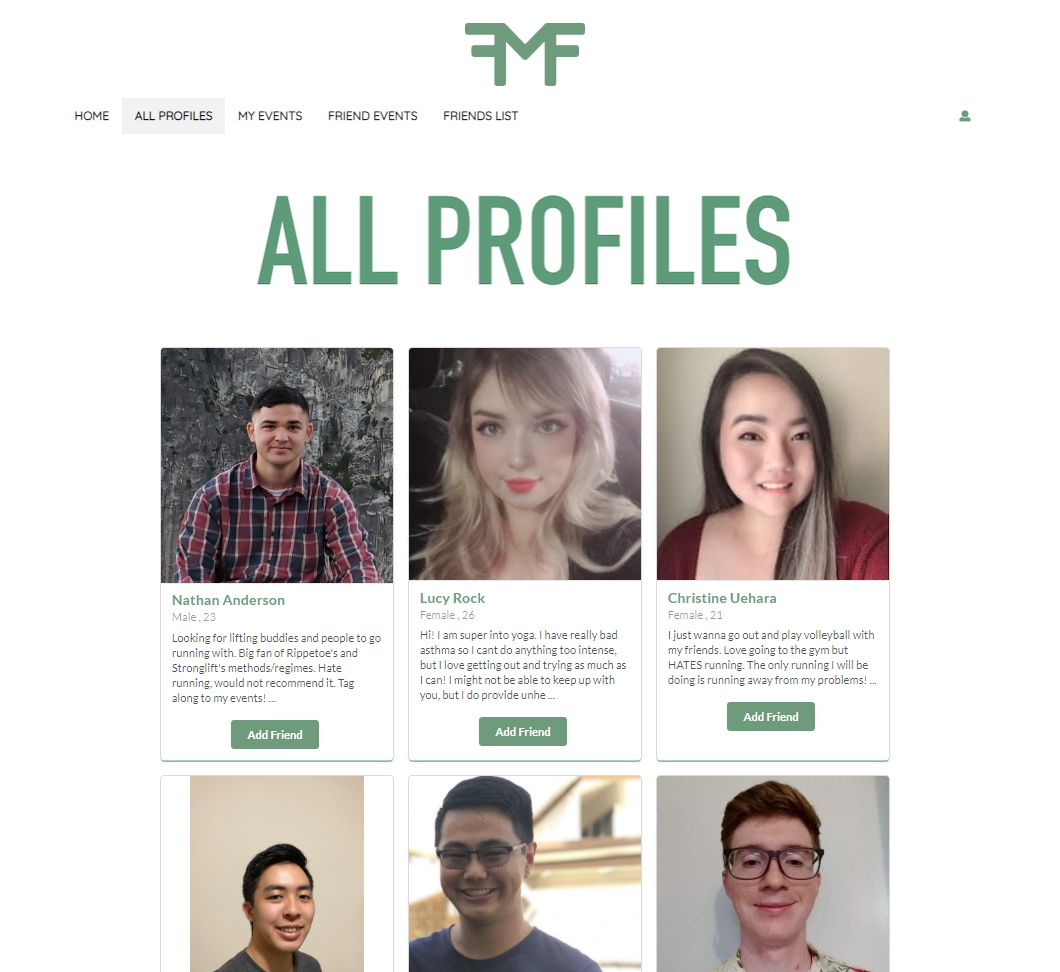 FMF
HOME ALL PROFILES MY EVENTS FRIEND EVENTS FRIENDS LIST
ALL PROFILES
Nathan Anderson
Male , 23
Looking for lifting buddies and people to go
running with. Big fan of Rippetoe's and
Stronglift's methods/regimes. Hate
running, would not recommend it. Tag
along to my events! ...
Add Friend
Lucy Rock
Female , 26
Hi! I am super into yoga. I have really bad
asthma so I cant do anything too intense,
but I love getting out and trying as much as
I can! I might not be able to keep up with
you, but I do provide unhe ...
Add Friend
Christine Uehara
Female , 21
I just wanna go out and play volleyball with
my friends. Love going to the gym but
HATES running. The only running I will be
doing is running away from my problems! ...
Add Friend